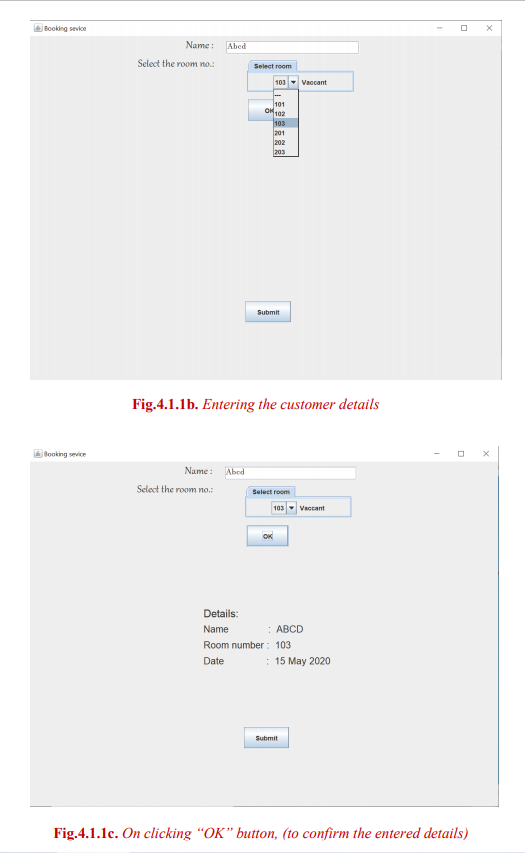 Booking sevice
Name :
Abcd
Select the room no.:
Select room
103
Vaccant
---
101
OK
102
103
201
202
203
Submit
Fig.4.1.1b. Entering the customer details
Booking sevice
Name :
Abcd
Select the room no.:
Select room
103
Vaccant
OK
Details:
Name : ABCD
Room number : 103
Date : 15 May 2020
Submit
Fig.4.1.1c. On clicking “OK” button, (to confirm the entered details)